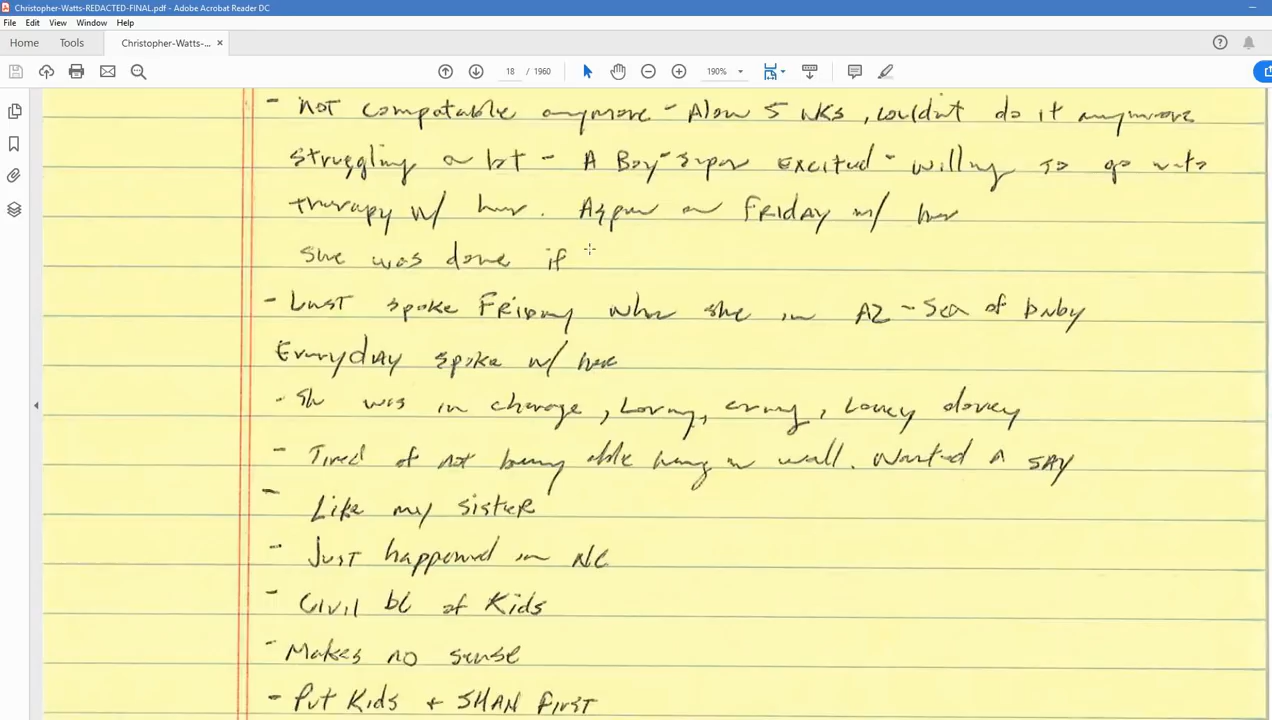 Christopher-Watts-REDACTED-FINAL.pdf - Adobe Acrobat Reader DC
File Edit View Window Help
Home Tools Christopher-Watts-... ×
18 / 1960 190%
- Not compatable anymore - Alone 5 WKS, couldn't do it anymore
struggling a lot - A Boy - super Excited - willing to go into
therapy w/ her. Aspen on FRIDAY w/ her
she was done if
- Last spoke Friday when she in AZ - Sex of baby
Everyday spoke w/ her
- Sh was in charge, Loving, caring, Lovey dovey
- Tired of not being able hang on wall. Wanted A SAY
- Like my sister
- Just happened in NC
- Civil bc of Kids
- Makes no sense
- Put Kids + SHAN First